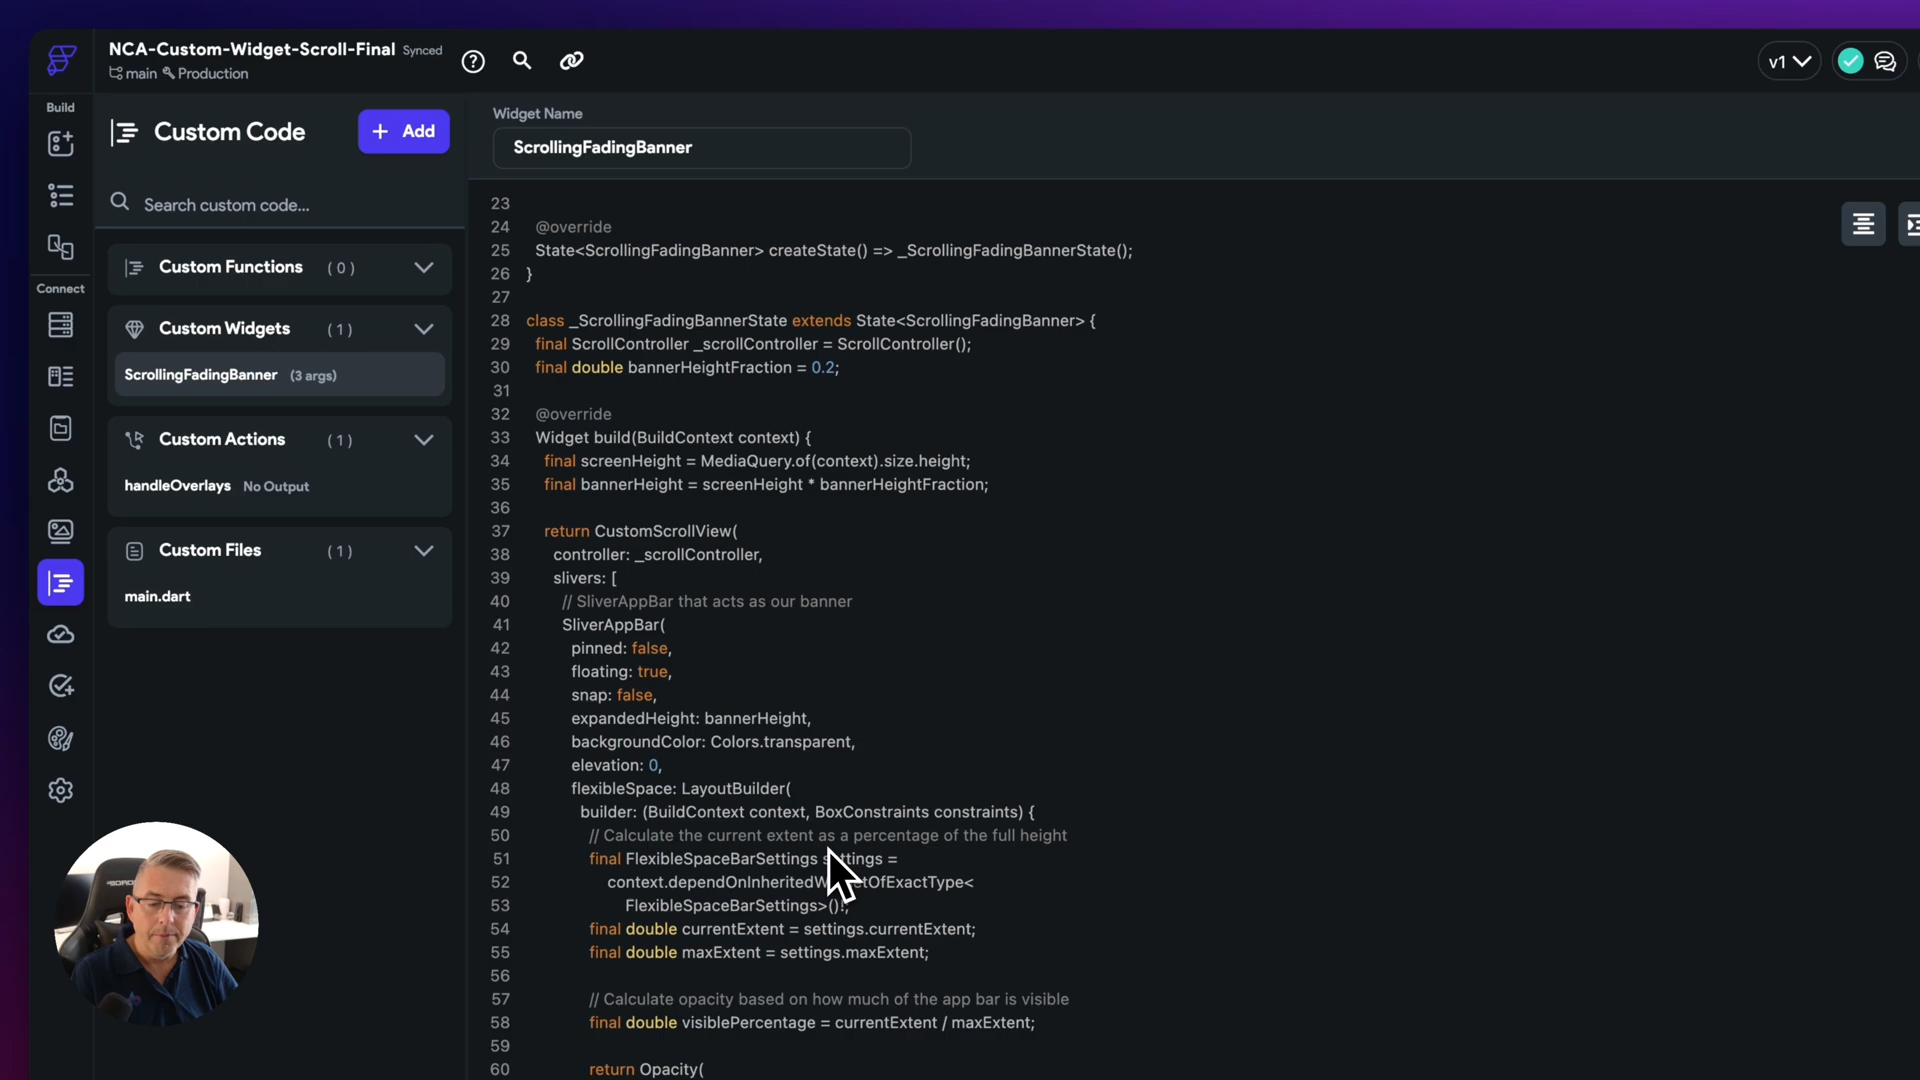 NCA-Custom-Widget-Scroll-Final Synced
main Production
v1
Build
Connect
Custom Code
+ Add
Search custom code...
Custom Functions ( 0 )
Custom Widgets ( 1 )
ScrollingFadingBanner (3 args)
Custom Actions ( 1 )
handleOverlays No Output
Custom Files ( 1 )
main.dart
Widget Name
ScrollingFadingBanner
23
24 @override
25 State<ScrollingFadingBanner> createState() => _ScrollingFadingBannerState();
26 }
27
28 class _ScrollingFadingBannerState extends State<ScrollingFadingBanner> {
29 final ScrollController _scrollController = ScrollController();
30 final double bannerHeightFraction = 0.2;
31
32 @override
33 Widget build(BuildContext context) {
34 final screenHeight = MediaQuery.of(context).size.height;
35 final bannerHeight = screenHeight * bannerHeightFraction;
36
37 return CustomScrollView(
38 controller: _scrollController,
39 slivers: [
40 // SliverAppBar that acts as our banner
41 SliverAppBar(
42 pinned: false,
43 floating: true,
44 snap: false,
45 expandedHeight: bannerHeight,
46 backgroundColor: Colors.transparent,
47 elevation: 0,
48 flexibleSpace: LayoutBuilder(
49 builder: (BuildContext context, BoxConstraints constraints) {
50 // Calculate the current extent as a percentage of the full height
51 final FlexibleSpaceBarSettings settings =
52 context.dependOnInheritedWidgetOfExactType<
53 FlexibleSpaceBarSettings>()!;
54 final double currentExtent = settings.currentExtent;
55 final double maxExtent = settings.maxExtent;
56
57 // Calculate opacity based on how much of the app bar is visible
58 final double visiblePercentage = currentExtent / maxExtent;
59
60 return Opacity(